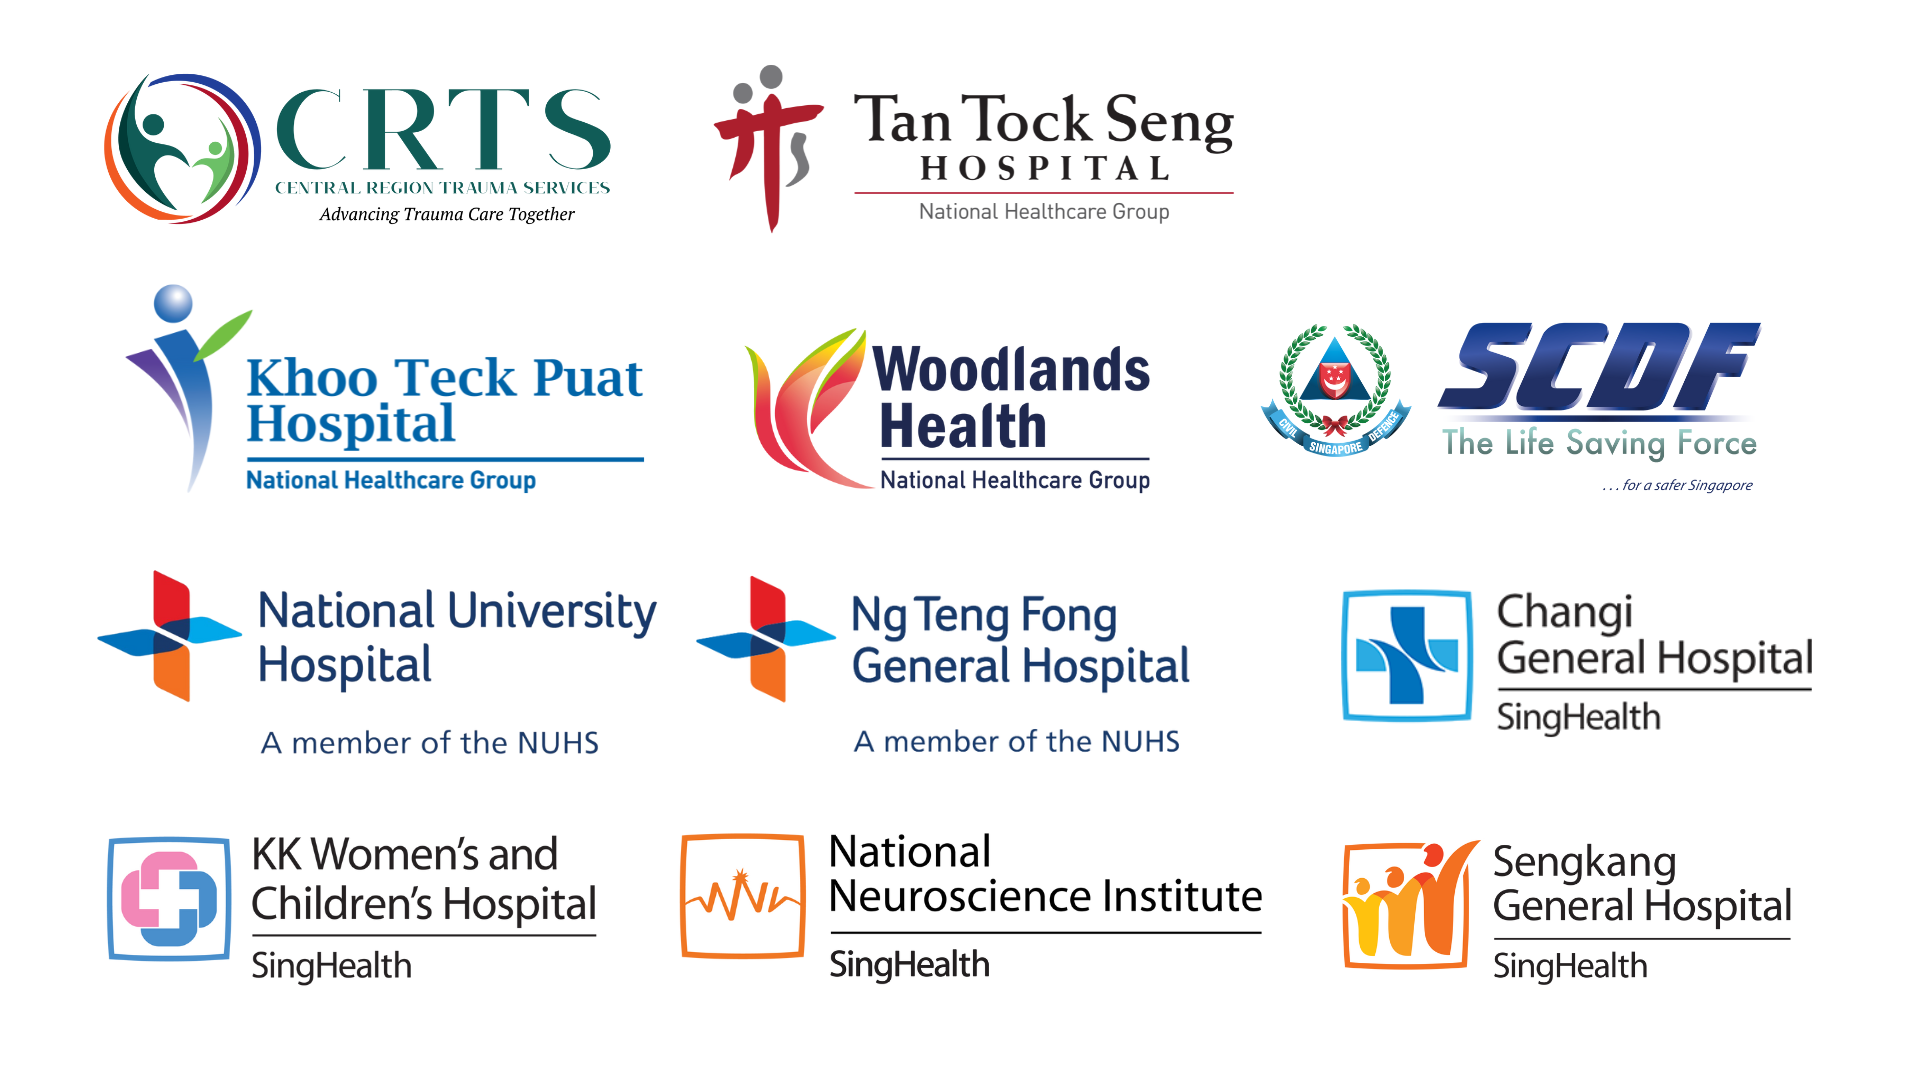 CRTS
CENTRAL REGION TRAUMA SERVICES
Advancing Trauma Care Together
Tan Tock Seng
HOSPITAL
National Healthcare Group
Khoo Teck Puat
Hospital
National Healthcare Group
Woodlands
Health
National Healthcare Group
CIVIL
SINGAPORE
DEFENCE
SCDF
The Life Saving Force
...for a safer Singapore
National University
Hospital
A member of the NUHS
Ng Teng Fong
General Hospital
A member of the NUHS
Changi
General Hospital
SingHealth
KK Women's and
Children's Hospital
SingHealth
National
Neuroscience Institute
SingHealth
Sengkang
General Hospital
SingHealth